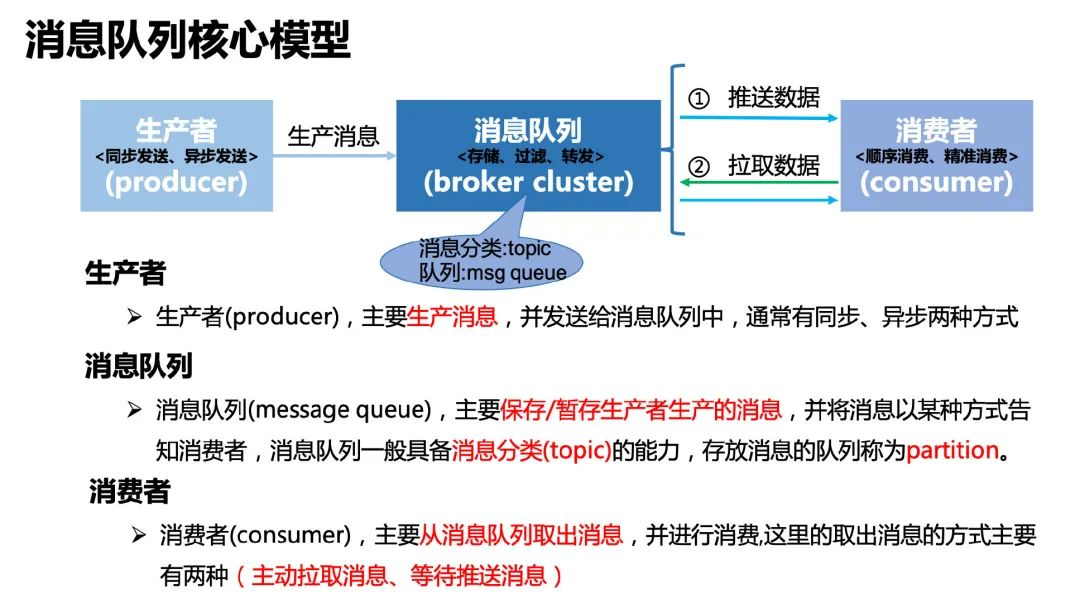 消息队列核心模型
生产者
<同步发送、异步发送>
(producer)
生产消息
消息队列
<存储、过滤、转发>
(broker cluster)
① 推送数据
② 拉取数据
消费者
<顺序消费、精准消费>
(consumer)
消息分类:topic
队列:msg queue
生产者
➢ 生产者(producer)，主要生产消息，并发送给消息队列中，通常有同步、异步两种方式
消息队列
➢ 消息队列(message queue)，主要保存/暂存生产者生产的消息，并将消息以某种方式告
知消费者，消息队列一般具备消息分类(topic)的能力，存放消息的队列称为partition。
消费者
➢ 消费者(consumer)，主要从消息队列取出消息，并进行消费,这里的取出消息的方式主要
有两种（主动拉取消息、等待推送消息）